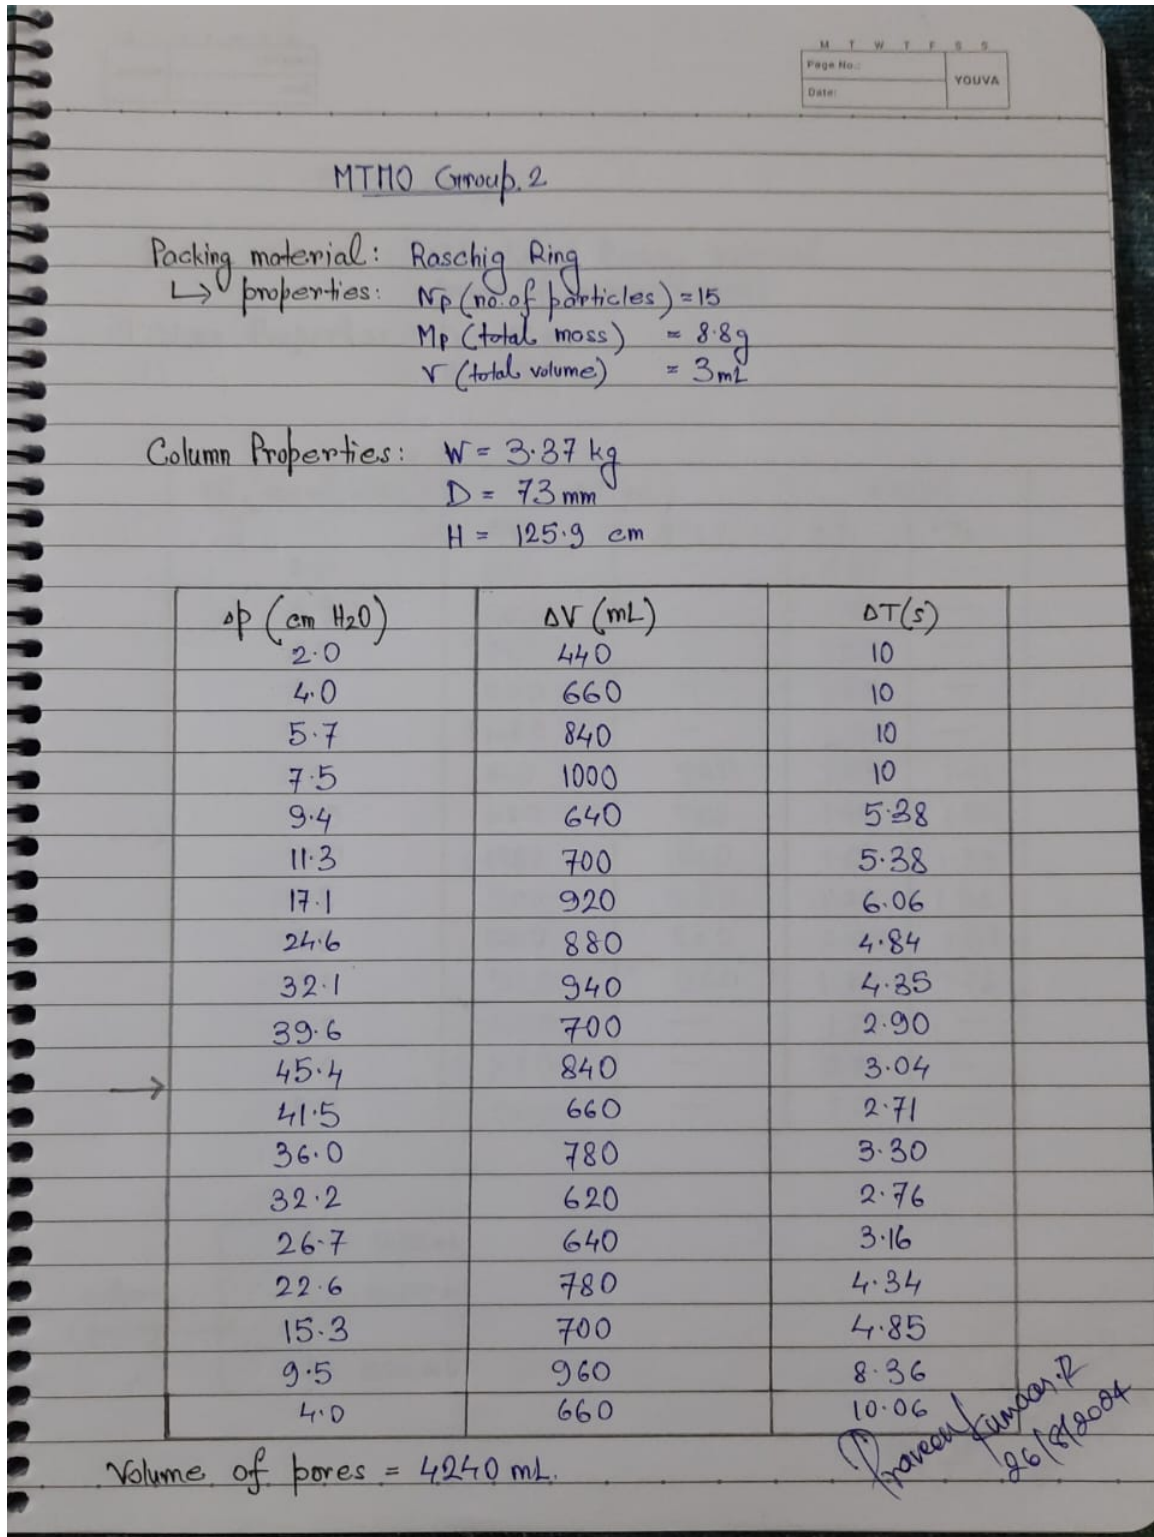 M T W T F S S
Page No.:
YOUVA
Date:
MTMO Group. 2
Packing material: Raschig Ring
↳ properties: Np (no. of particles) = 15
Mp (total mass) = 8.8g
V (total volume) = 3mL
Column Properties: W = 3.37 kg
D = 73 mm
H = 125.9 cm
Δp (cm H2O) ΔV (mL) ΔT(s)
2.0 440 10
4.0 660 10
5.7 840 10
7.5 1000 10
9.4 640 5.38
11.3 700 5.38
17.1 920 6.06
24.6 880 4.84
32.1 940 4.35
39.6 700 2.90
45.4 840 3.04
→
41.5 660 2.71
36.0 780 3.30
32.2 620 2.76
26.7 640 3.16
22.6 780 4.34
15.3 700 4.85
9.5 960 8.36
4.0 660 10.06
Praveen Kumaar.R
26/8/2024
Volume of pores = 4240 mL.